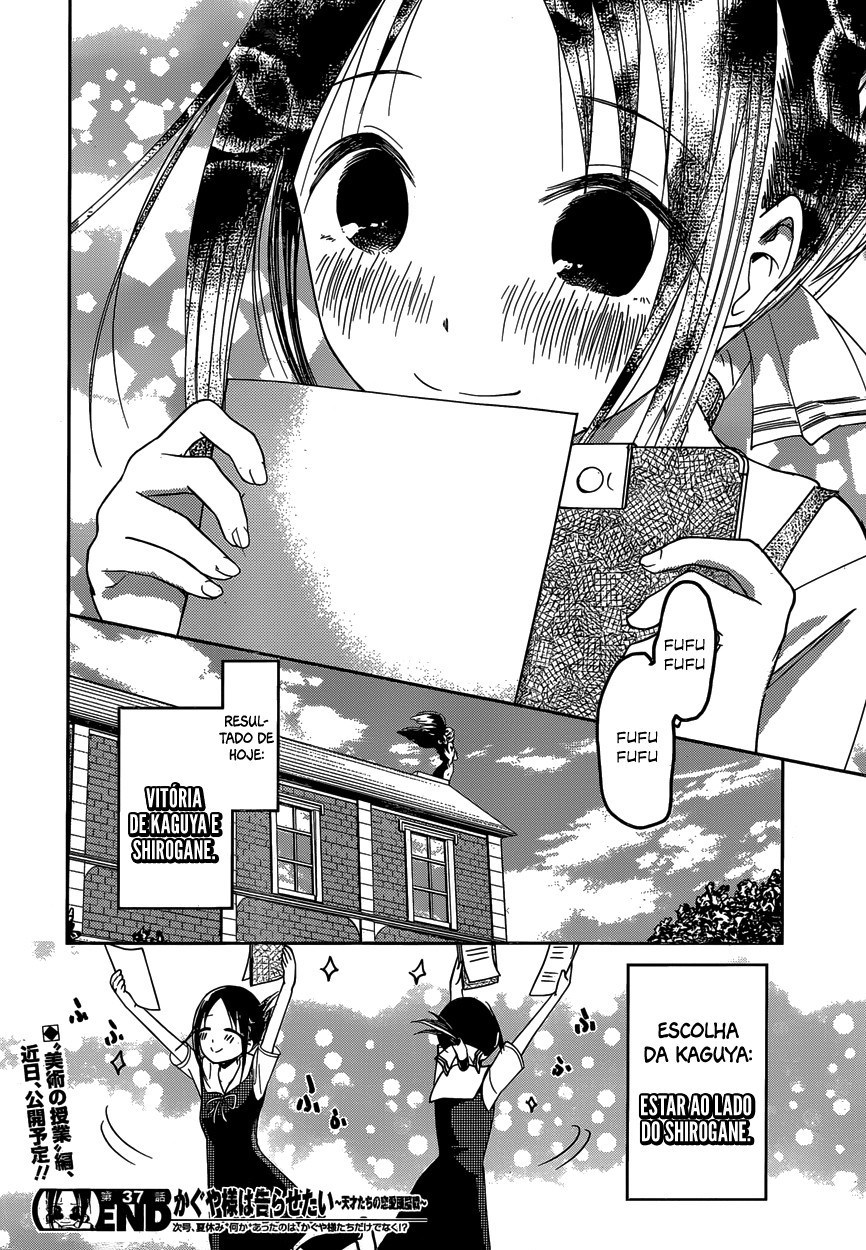 FUFU
FUFU
FUFU
FUFU
RESUL-
TADO DE
HOJE:
VITÓRIA
DE KAGUYA E
SHIROGANE.
ESCOLHA
DA KAGUYA:
ESTAR AO LADO
DO SHIROGANE.
ふふ
ふふ
ふふ
ふふ
◆“美術の授業”編、
近日、公開予定!!
第37話
END
かぐや様は告らせたい
~天才たちの恋愛頭脳戦~
次号、夏休み“何か”あったのは、かぐや様たちだけでなく!?